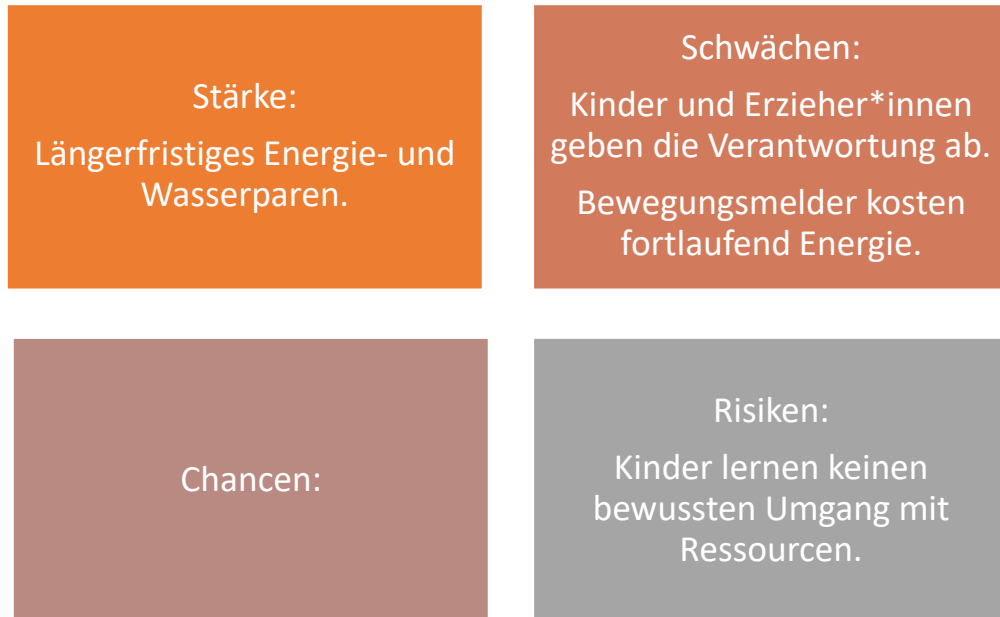 Stärke:
Längerfristiges Energie- und
Wasserparen.
Schwächen:
Kinder und Erzieher*innen
geben die Verantwortung ab.
Bewegungsmelder kosten
fortlaufend Energie.
Chancen:
Risiken:
Kinder lernen keinen
bewussten Umgang mit
Ressourcen.